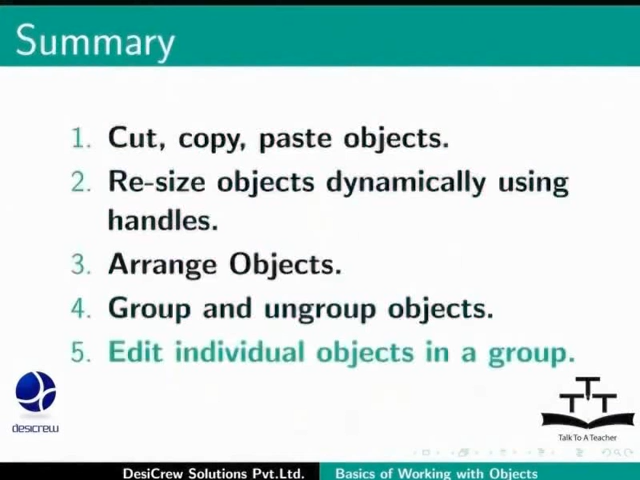 Summary
1. Cut, copy, paste objects.
2. Re-size objects dynamically using
handles.
3. Arrange Objects.
4. Group and ungroup objects.
5. Edit individual objects in a group.
desicrew
TTT
Talk To A Teacher
DesiCrew Solutions Pvt.Ltd. Basics of Working with Objects